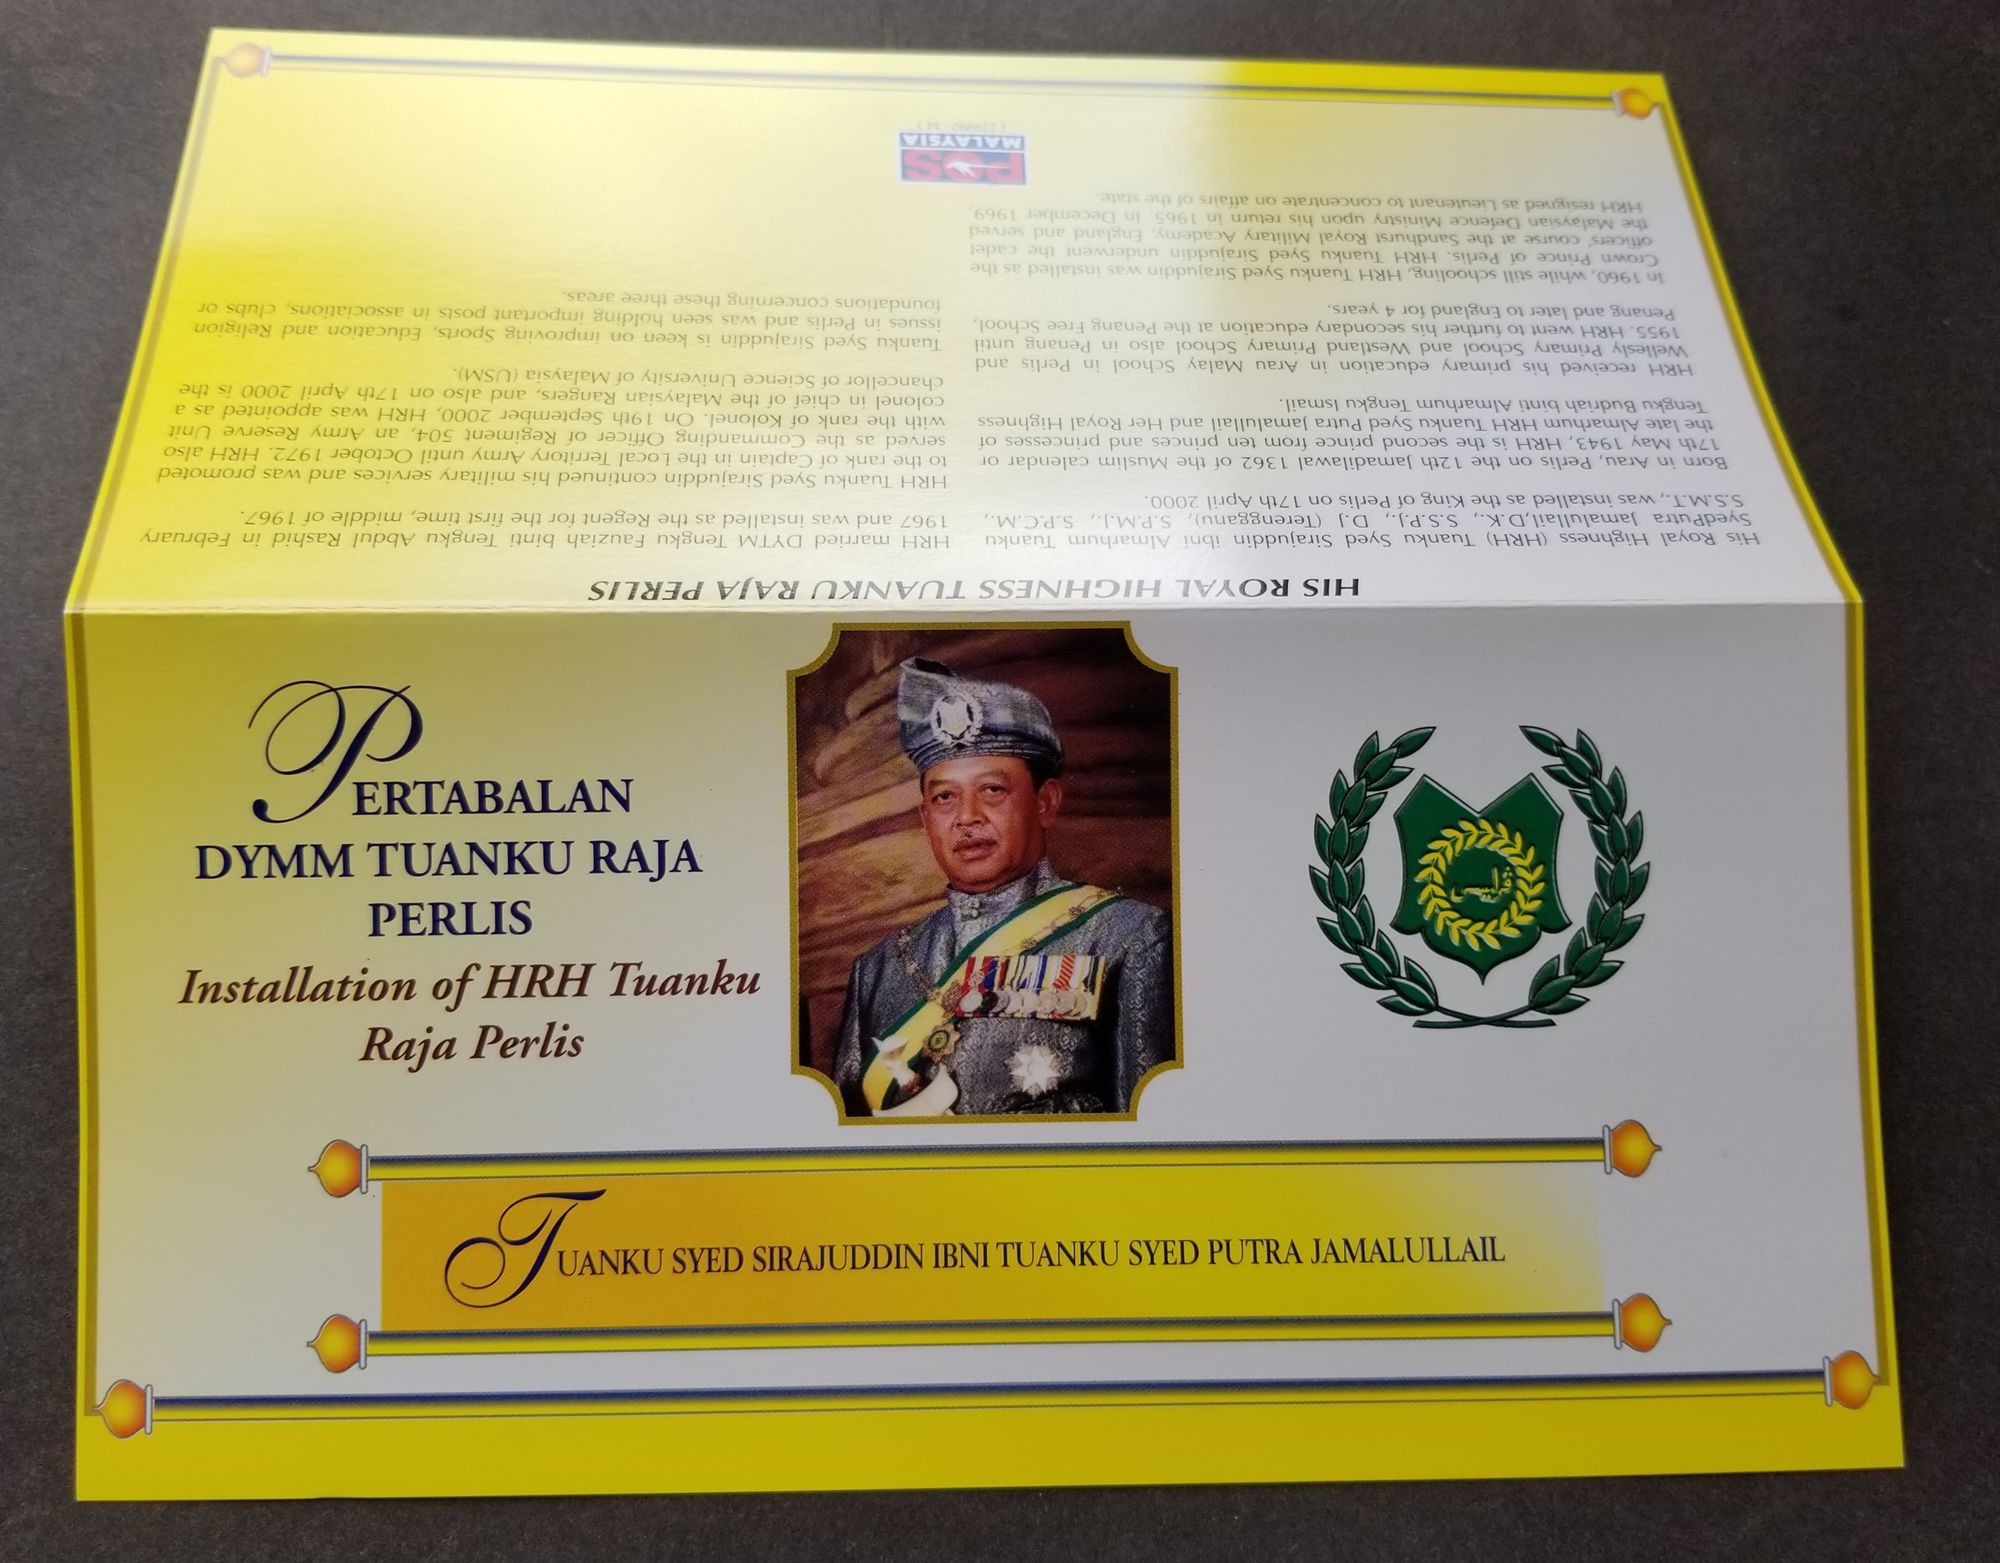 PERTABALAN
DYMM TUANKU RAJA
PERLIS
Installation of HRH Tuanku
Raja Perlis
ڤرليس
TUANKU SYED SIRAJUDDIN IBNI TUANKU SYED PUTRA JAMALULLAIL
HIS ROYAL HIGHNESS TUANKU RAJA PERLIS
His Royal Highness (HRH) Tuanku Syed Sirajuddin ibni Almarhum Tuanku
SyedPutra Jamalullail,D.K., S.S.P.J., D.J (Terengganu), S.P.M.J., S.P.C.M.,
S.S.M.T., was installed as the King of Perlis on 17th April 2000.
Born in Arau, Perlis on the 12th Jamadilawal 1362 of the Muslim calendar or
17th May 1943, HRH is the second prince from ten princes and princesses of
the late Almarhum HRH Tuanku Syed Putra Jamalullail and Her Royal Highness
Tengku Budriah binti Almarhum Tengku Ismail.
HRH received his primary education in Arau Malay School in Perlis and
Wellesly Primary School and Westland Primary School also in Penang until
1955. HRH went to further his secondary education at the Penang Free School,
Penang and later to England for 4 years.
In 1960, while still schooling, HRH Tuanku Syed Sirajuddin was installed as the
Crown Prince of Perlis. HRH Tuanku Syed Sirajuddin underwent the cadet
officers' course at the Sandhurst Royal Military Academy, England and served
the Malaysian Defence Ministry upon his return in 1965. In December 1969,
HRH resigned as Lieutenant to concentrate on affairs of the state.
HRH married DYTM Tengku Fauziah binti Tengku Abdul Rashid in February
1967 and was installed as the Regent for the first time, middle of 1967.
HRH Tuanku Syed Sirajuddin continued his military services and was promoted
to the rank of Captain in the Local Territory Army until October 1972. HRH also
served as the Commanding Officer of Regiment 504, an Army Reserve Unit
with the rank of Kolonel. On 19th September 2000, HRH was appointed as a
colonel in chief of the Malaysian Rangers, and also on 17th April 2000 is the
chancellor of Science University of Malaysia (USM).
Tuanku Syed Sirajuddin is keen on improving Sports, Education and Religion
issues in Perlis and was seen holding important posts in associations, clubs or
foundations concerning these three areas.
POS
MALAYSIA
( 229990 - M )